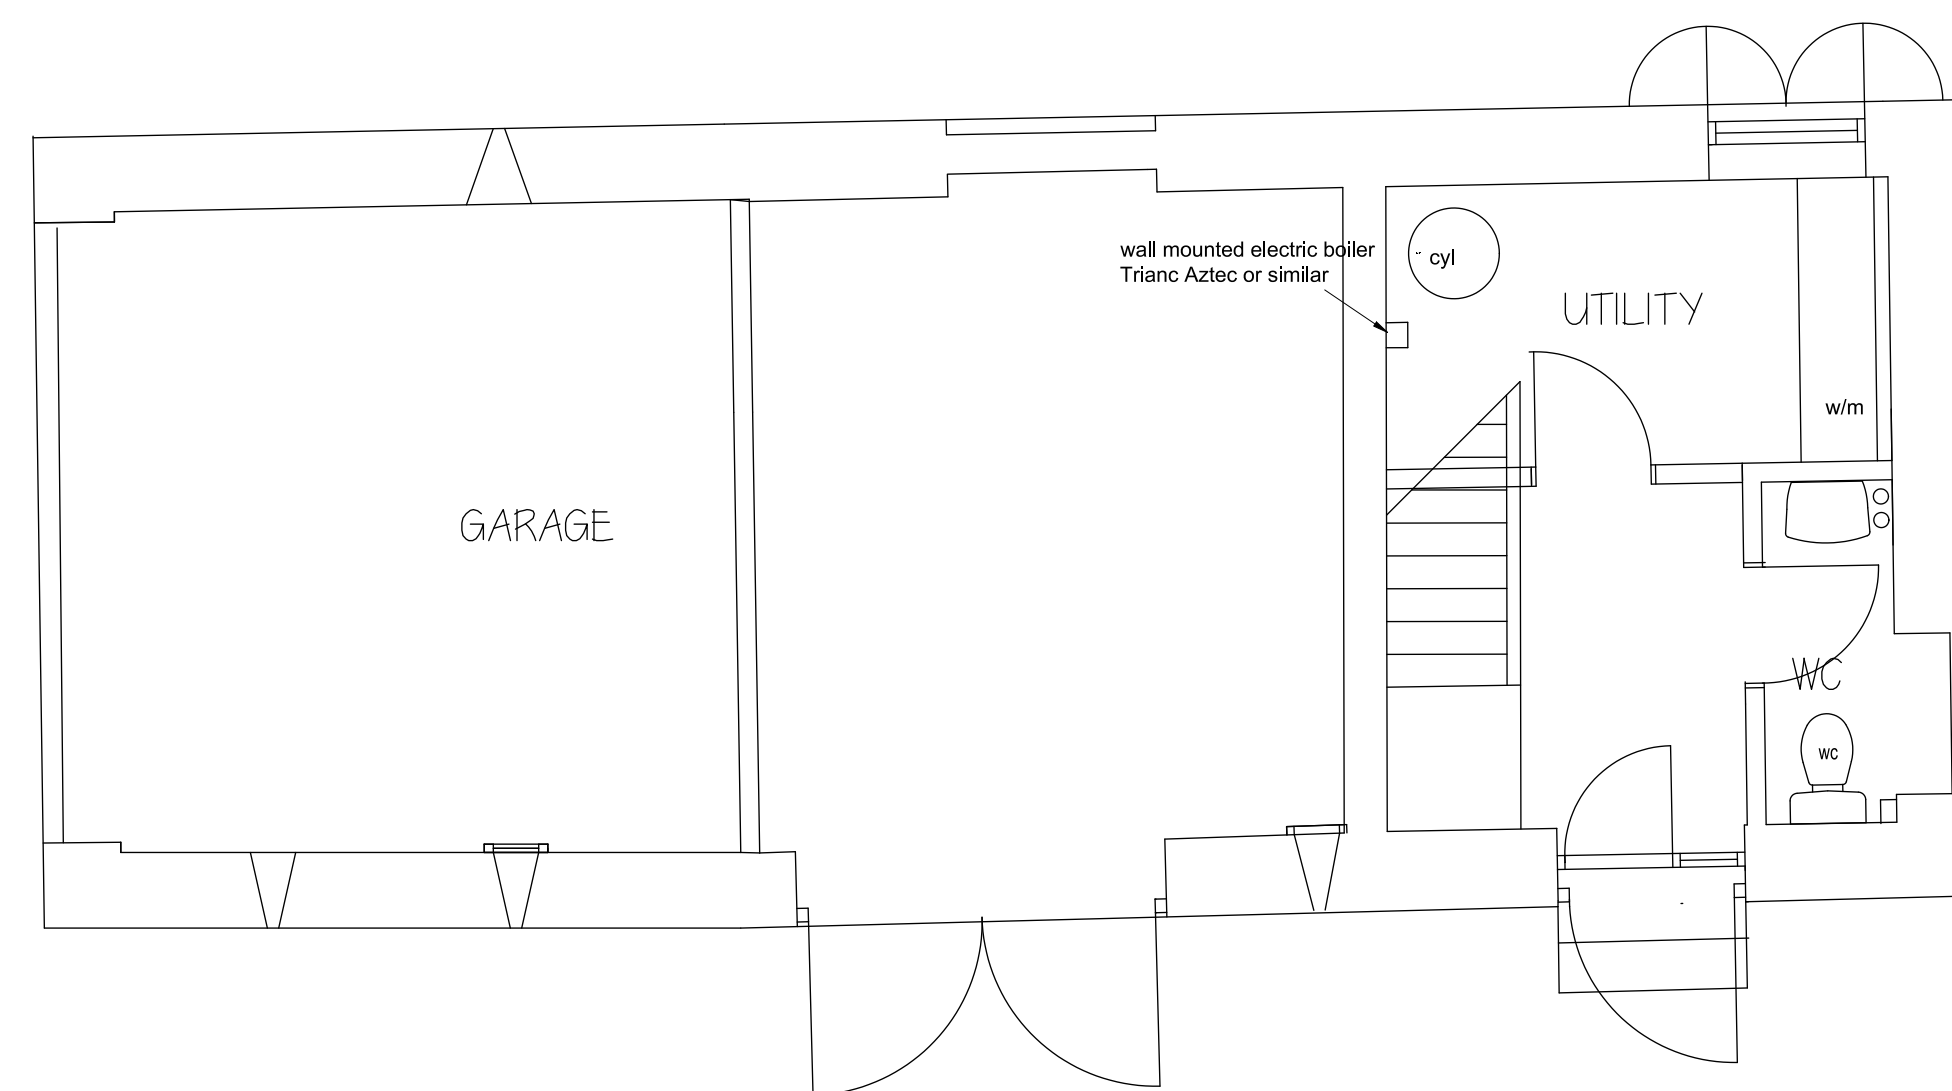 wall mounted electric boiler
Trianc Aztec or similar
cyl
UTILITY
w/m
GARAGE
WC
wc